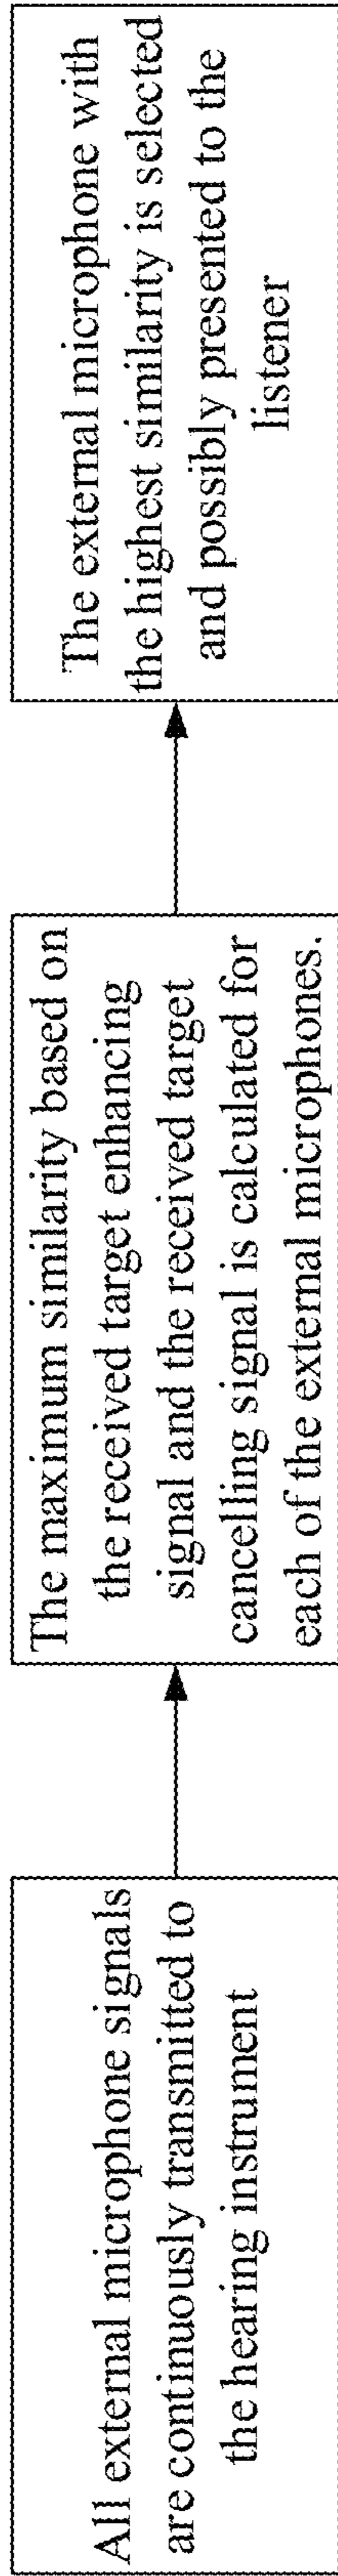 All external microphone signals
are continuously transmitted to
the hearing instrument
The maximum similarity based on
the received target enhancing
signal and the received target
cancelling signal is calculated for
each of the external microphones.
The external microphone with
the highest similarity is selected
and possibly presented to the
listener